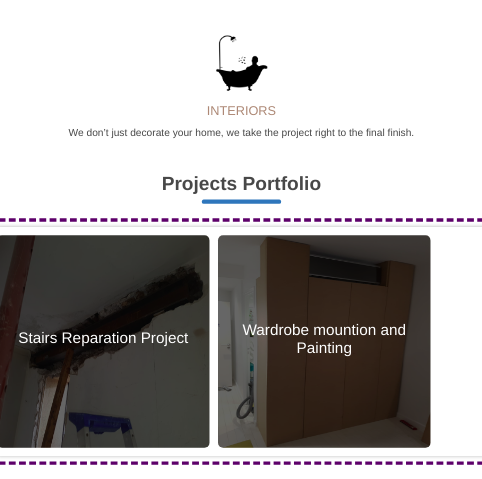 INTERIORS
We don't just decorate your home, we take the project right to the final finish.
Projects Portfolio
Stairs Reparation Project
Wardrobe mountion and
Painting